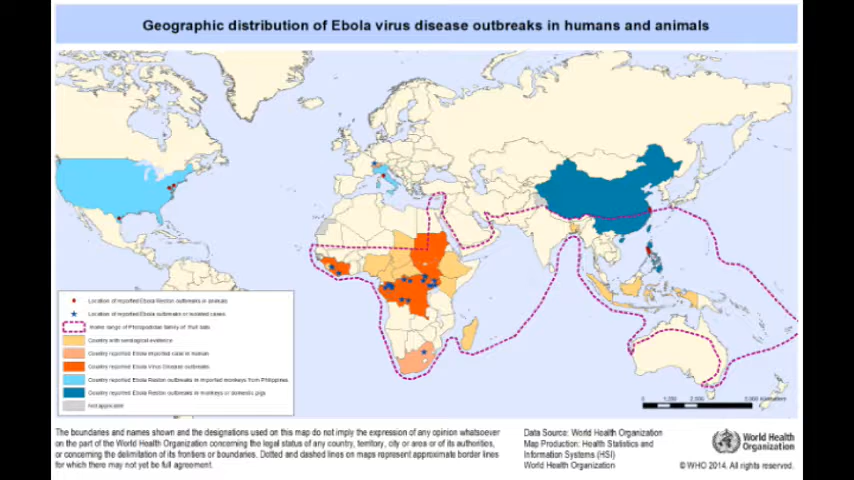 Geographic distribution of Ebola virus disease outbreaks in humans and animals
Location of reported Ebola Reston outbreaks in animals
Location of reported Ebola outbreaks or isolated cases
Home range of Pteropodidae family of fruit bats
Country with serological evidence
Country reported Ebola imported case in human
Country reported Ebola Virus Disease outbreaks
Country reported Ebola Reston outbreaks in imported monkeys from Philippines
Country reported Ebola Reston outbreaks in monkeys or domestic pigs
Not applicable
Kilometers
The boundaries and names shown and the designations used on this map do not imply the expression of any opinion whatsoever
on the part of the World Health Organization concerning the legal status of any country, territory, city or area or of its authorities,
or concerning the delimitation of its frontiers or boundaries. Dotted and dashed lines on maps represent approximate border lines
for which there may not yet be full agreement.
Data Source: World Health Organization
Map Production: Health Statistics and
Information Systems (HSI)
World Health Organization
World Health
Organization
© WHO 2014. All rights reserved.